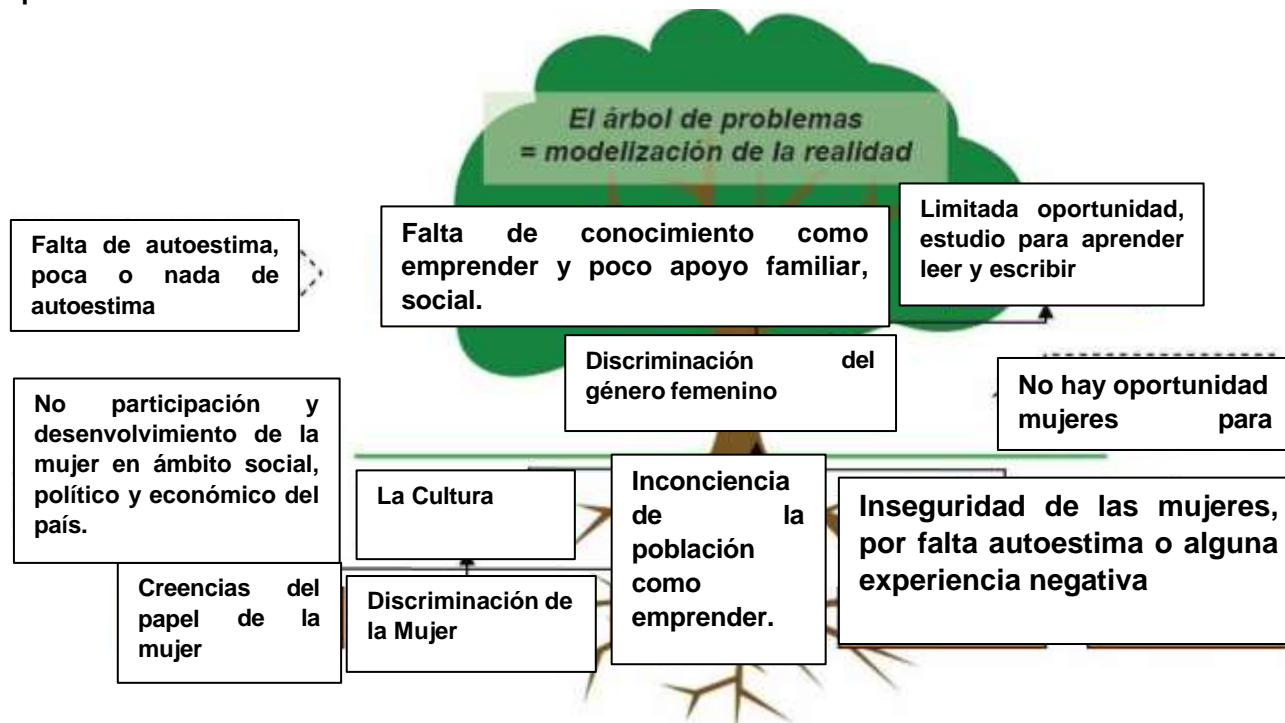 El árbol de problemas
= modelización de la realidad
Falta de autoestima,
poca o nada de
autoestima
Falta de conocimiento como
emprender y poco apoyo familiar,
social.
Limitada oportunidad,
estudio para aprender
leer y escribir
Discriminación del
género femenino
No hay oportunidad
mujeres para
No participación y
desenvolvimiento de la
mujer en ámbito social,
político y económico del
país.
La Cultura
Inconciencia
de la
población
como
emprender.
Inseguridad de las mujeres,
por falta autoestima o alguna
experiencia negativa
Creencias del
papel de la
mujer
Discriminación de
la Mujer